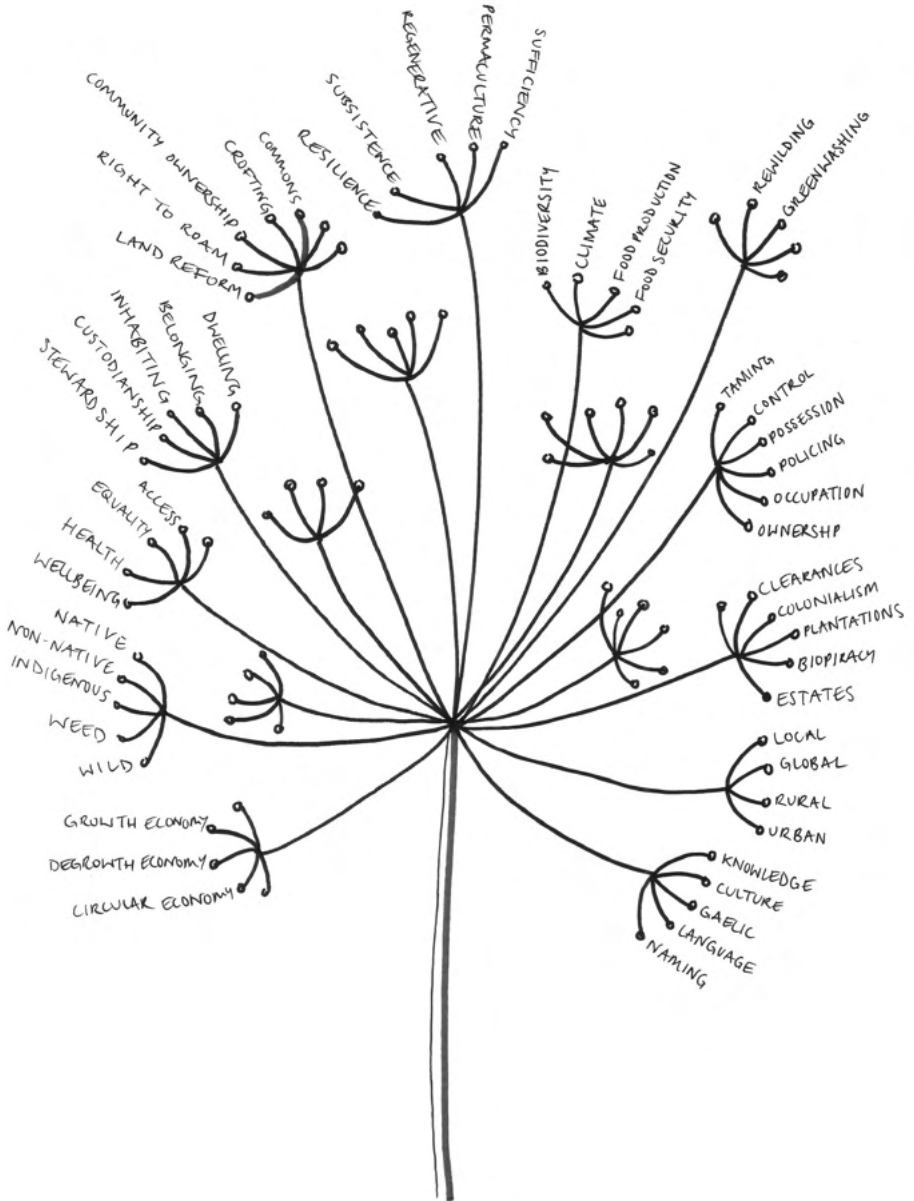 COMMUNITY OWNERSHIP
RIGHT TO ROAM
LAND REFORM
CROFTING
COMMONS
RESILIENCE
SUBSISTENCE
REGENERATIVE
PERMACULTURE
SUFFICIENCY
BIODIVERSITY
CLIMATE
FOOD PRODUCTION
FOOD SECURITY
REWILDING
GREENWASHING
STEWARDSHIP
CUSTODIANSHIP
INHABITING
BELONGING
DWELLING
TAMING
CONTROL
POSSESSION
POLICING
OCCUPATION
OWNERSHP
WELLBEING
HEALTH
EQUALITY
ACCESS
CLEARANCES
COLONIALISM
PLANTATIONS
BIOPIRACY
ESTATES
NATIVE
NON-NATIVE
INDIGENOUS
WEED
WILD
LOCAL
GLOBAL
RURAL
URBAN
GROWTH ECONOMY
DEGROWTH ECONOMY
CIRCULAR ECONOMY
KNOWLEDGE
CULTURE
GAELIC
LANGUAGE
NAMING